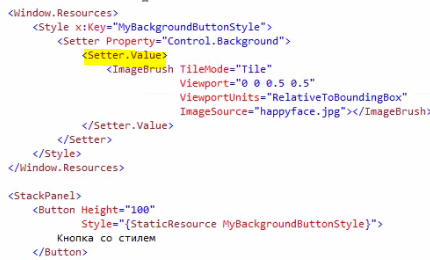 <Window.Resources>
<Style x:Key="MyBackgroundButtonStyle">
<Setter Property="Control.Background">
<Setter.Value>
<ImageBrush TileMode="Tile"
Viewport="0 0 0.5 0.5"
ViewportUnits="RelativeToBoundingBox"
ImageSource="happyface.jpg"></ImageBrush>
</Setter.Value>
</Setter>
</Style>
</Window.Resources>
<StackPanel>
<Button Height="100"
Style="{StaticResource MyBackgroundButtonStyle}">
Кнопка со стилем
</Button>